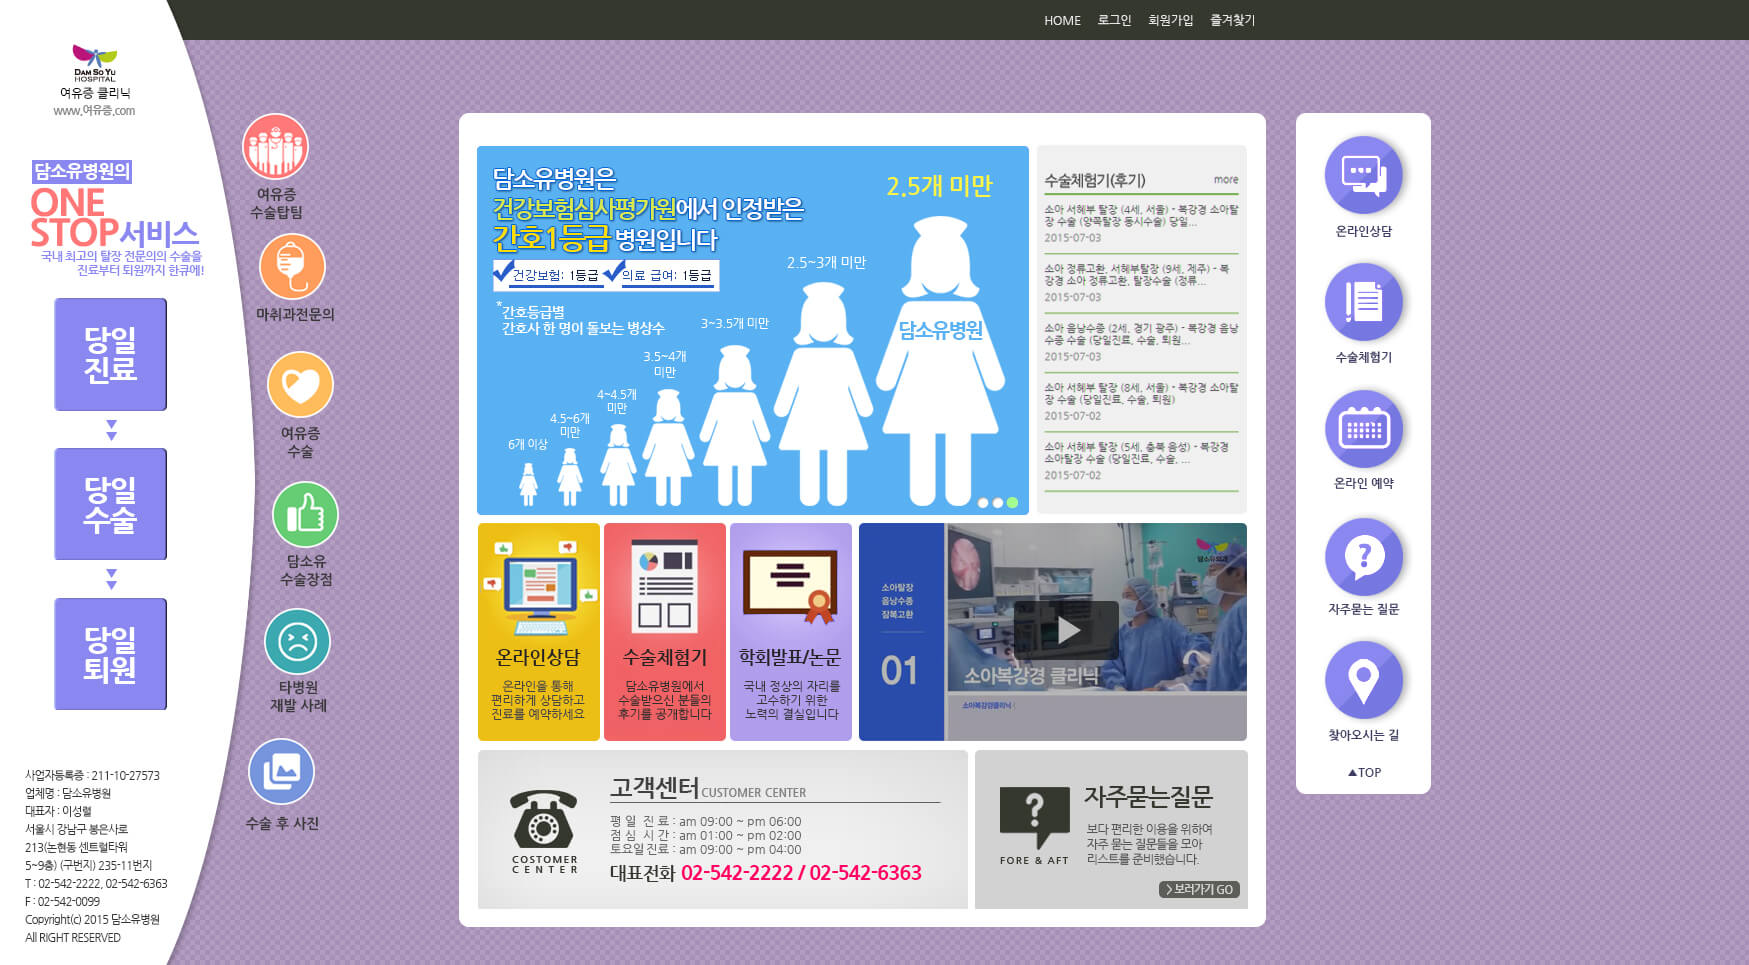 HOME 로그인 회원가입 즐겨찾기
DAM SO YU
HOSPITAL
여유증 클리닉
www.여유증.com
담소유병원의
ONE
STOP서비스
국내 최고의 탈장 전문의의 수술을
진료부터 퇴원까지 한큐에!
당일
진료
당일
수술
당일
퇴원
사업자등록증 : 211-10-27573
업체명 : 담소유병원
대표자 : 이성렬
서울시 강남구 봉은사로
213(논현동 센트럴타워
5~9층) (구번지) 235-11번지
T : 02-542-2222, 02-542-6363
F : 02-542-0099
Copyright(c) 2015 담소유병원
All RIGHT RESERVED
여유증
수술탑팀
마취과전문의
여유증
수술
담소유
수술장점
타병원
재발 사례
수술 후 사진
담소유병원은
건강보험심사평가원에서 인정받은
간호1등급 병원입니다
건강보험: 1등급 의료 급여: 1등급
*간호등급별
간호사 한 명이 돌보는 병상수
6개 이상
4.5~6개
미만
4~4.5개
미만
3.5~4개
미만
3~3.5개 미만
2.5~3개 미만
2.5개 미만
담소유병원
수술체험기(후기) more
소아 서혜부 탈장 (4세, 서울) - 복강경 소아탈
장 수술 (양쪽탈장 동시수술) 당일...
2015-07-03
소아 정류고환, 서혜부탈장 (9세, 제주) - 복
강경 소아 정류고환, 탈장수술 (정류...
2015-07-03
소아 음낭수종 (2세, 경기 광주) - 복강경 음낭
수종 수술 (당일진료, 수술, 퇴원...
2015-07-03
소아 서혜부 탈장 (8세, 서울) - 복강경 소아탈
장 수술 (당일진료, 수술, 퇴원)
2015-07-02
소아 서혜부 탈장 (5세, 충북 음성) - 복강경
소아탈장 수술 (당일진료, 수술, ...
2015-07-02
온라인상담
온라인을 통해
편리하게 상담하고
진료를 예약하세요
수술체험기
담소유병원에서
수술받으신 분들의
후기를 공개합니다
학회발표/논문
국내 정상의 자리를
고수하기 위한
노력의 결실입니다
소아탈장
음낭수종
잠복고환
01
담소유외과
소아복강경 클리닉
소아복강경클리닉
COSTOMER
CENTER
고객센터 CUSTOMER CENTER
평 일 진 료 : am 09:00 ~ pm 06:00
점 심 시 간 : am 01:00 ~ pm 02:00
토요일진료 : am 09:00 ~ pm 04:00
대표전화 02-542-2222 / 02-542-6363
?
FORE & AFT
자주묻는질문
보다 편리한 이용을 위하여
자주 묻는 질문들을 모아
리스트를 준비했습니다.
> 보러가기 GO
온라인상담
수술체험기
온라인 예약
?
자주묻는 질문
찾아오시는 길
▲TOP